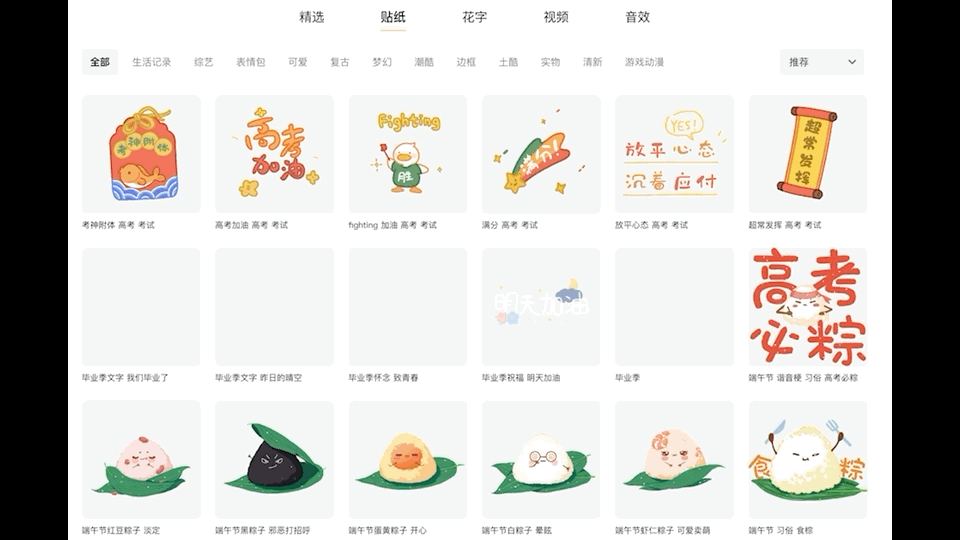 精选 贴纸 花字 视频 音效
全部 生活记录 综艺 表情包 可爱 复古 梦幻 潮酷 边框 土酷 实物 清新 游戏动漫 推荐
考神附体
高考加油
Fighting
胜
满分!
YES!
放平心态
沉着应付
超常发挥
考神附体 高考 考试
高考加油 高考 考试
fighting 加油 高考 考试
满分 高考 考试
放平心态 高考 考试
超常发挥 高考 考试
明天加油
高考必粽
毕业季文字 我们毕业了
毕业季文字 昨日的晴空
毕业季怀念 致青春
毕业季祝福 明天加油
毕业季
端午节 谐音梗 习俗 高考必粽
食粽
端午节红豆粽子 淡定
端午节黑粽子 邪恶打招呼
端午节蛋黄粽子 开心
端午节白粽子 晕眩
端午节虾仁粽子 可爱卖萌
端午节 习俗 食粽